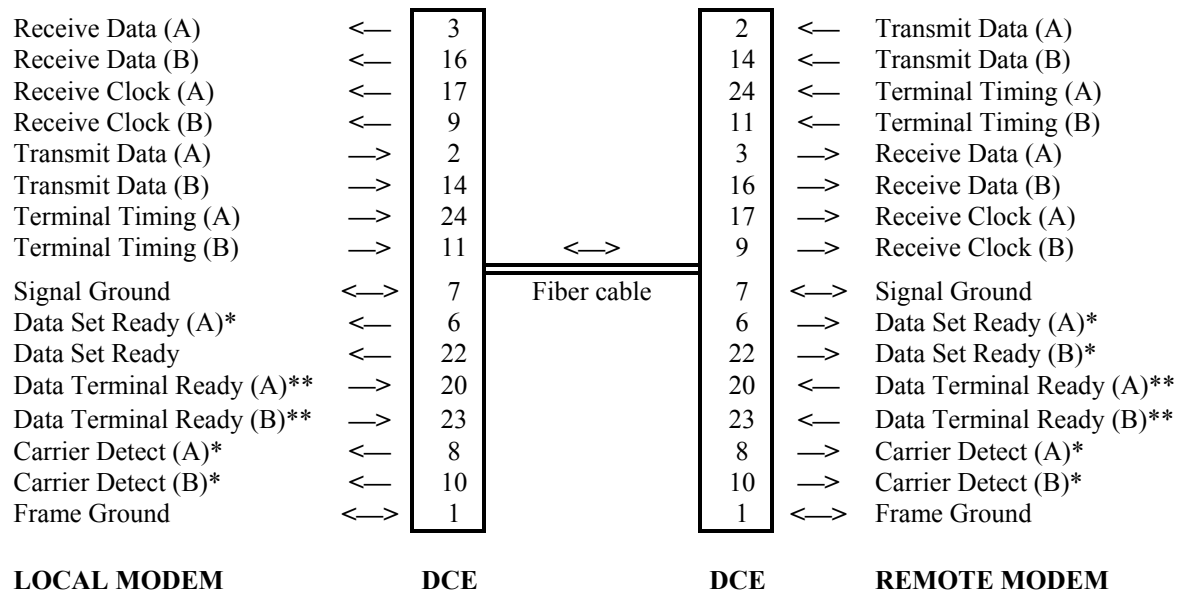 Receive Data (A) <— 3 2 <— Transmit Data (A)
Receive Data (B) <— 16 14 <— Transmit Data (B)
Receive Clock (A) <— 17 24 <— Terminal Timing (A)
Receive Clock (B) <— 9 11 <— Terminal Timing (B)
Transmit Data (A) —> 2 3 —> Receive Data (A)
Transmit Data (B) —> 14 16 —> Receive Data (B)
Terminal Timing (A) —> 24 17 —> Receive Clock (A)
Terminal Timing (B) —> 11 <—> 9 —> Receive Clock (B)
Signal Ground <—> 7 Fiber cable 7 <—> Signal Ground
Data Set Ready (A)* <— 6 6 —> Data Set Ready (A)*
Data Set Ready <— 22 22 —> Data Set Ready (B)*
Data Terminal Ready (A)** —> 20 20 <— Data Terminal Ready (A)**
Data Terminal Ready (B)** —> 23 23 <— Data Terminal Ready (B)**
Carrier Detect (A)* <— 8 8 —> Carrier Detect (A)*
Carrier Detect (B)* <— 10 10 —> Carrier Detect (B)*
Frame Ground <—> 1 1 <—> Frame Ground
LOCAL MODEM DCE DCE REMOTE MODEM